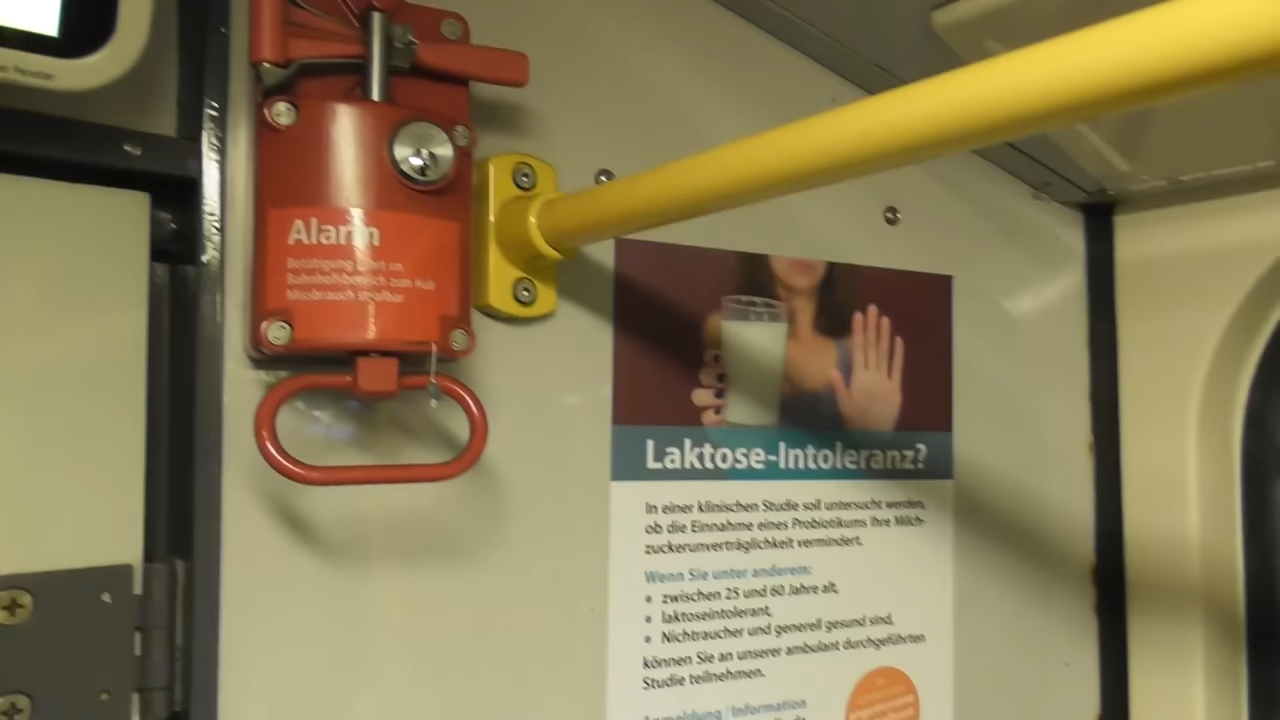 Fenster
Alarm
Betätigung führt im
Bahnhofsbereich zum Halt
Missbrauch strafbar
Laktose-Intoleranz?
In einer klinischen Studie soll untersucht werden,
ob die Einnahme eines Probiotikums Ihre Milch-
zuckerunverträglichkeit vermindert.
Wenn Sie unter anderem:
• zwischen 25 und 60 Jahre alt,
• laktoseintolerant,
• Nichtraucher und generell gesund sind,
können Sie an unserer ambulant durchgeführten
Studie teilnehmen.
Anmeldung / Information